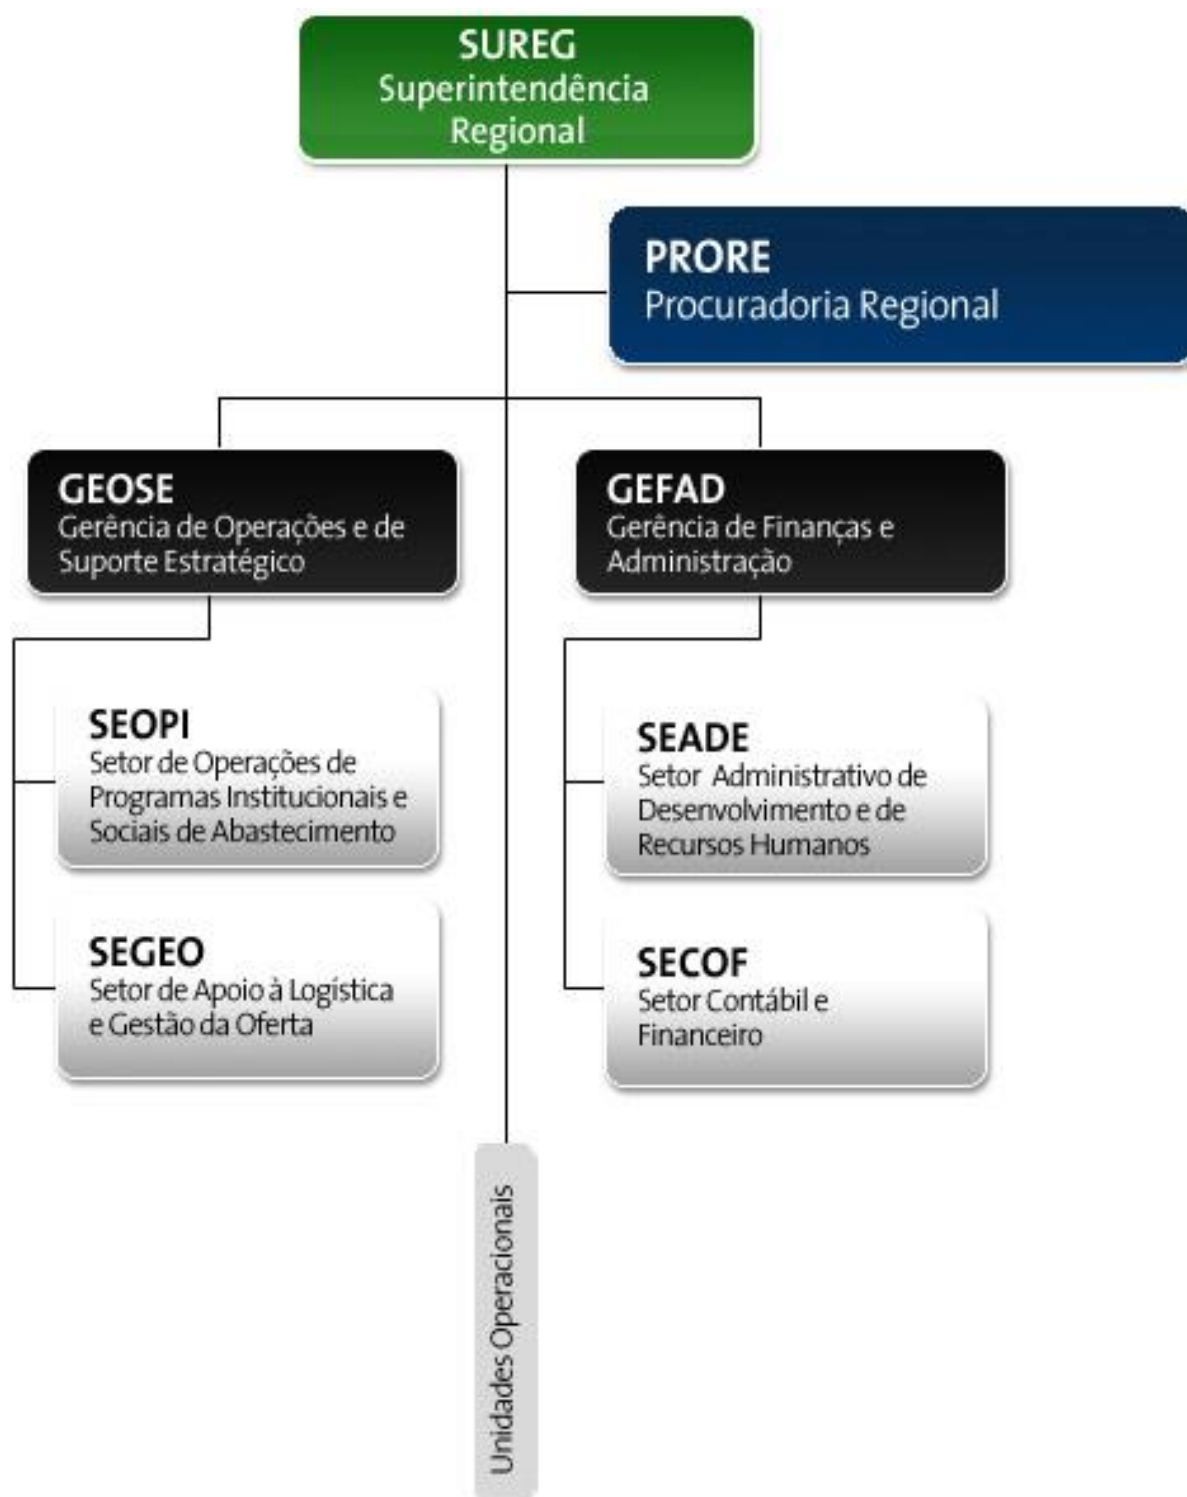 SUREG
Superintendência
Regional
PRORE
Procuradoria Regional
GEOSE
Gerência de Operações e de
Suporte Estratégico
GEFAD
Gerência de Finanças e
Administração
SEOPI
Setor de Operações de
Programas Institucionais e
Sociais de Abastecimento
SEADE
Setor Administrativo de
Desenvolvimento e de
Recursos Humanos
SEGEO
Setor de Apoio à Logística
e Gestão da Oferta
SECOF
Setor Contábil e
Financeiro
Unidades Operacionais